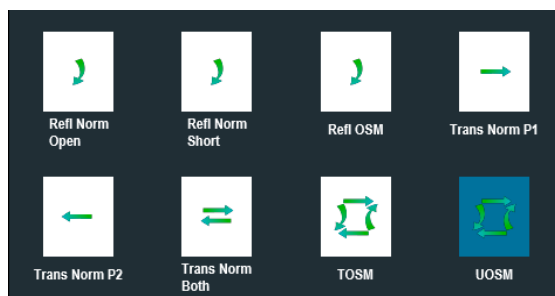 Refl Norm
Open
Refl Norm
Short
Refl OSM
Trans Norm P1
Trans Norm P2
Trans Norm
Both
TOSM
UOSM